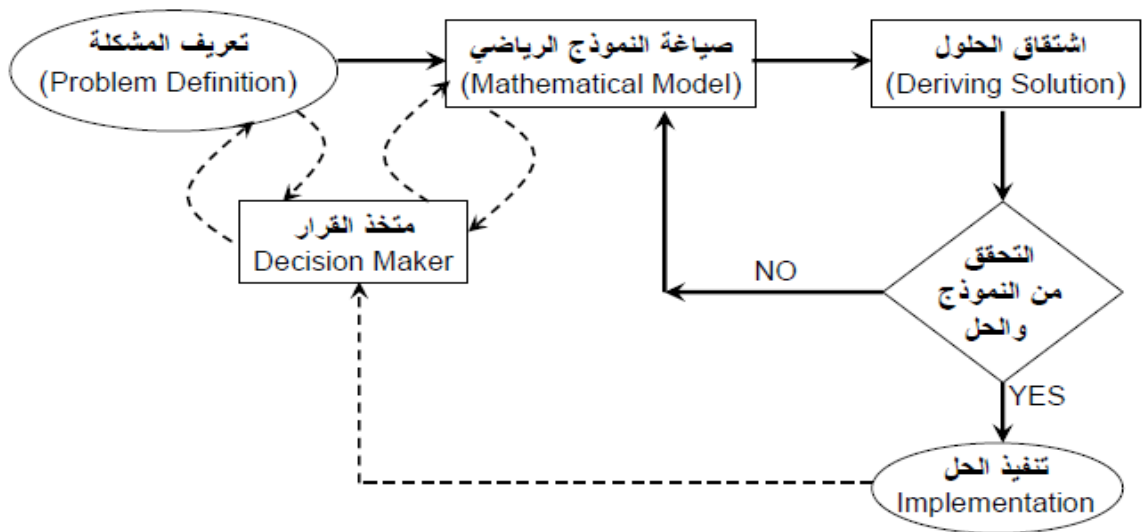 تعريف المشكلة
(Problem Definition)
صياغة النموذج الرياضي
(Mathematical Model)
اشتقاق الحلول
(Deriving Solution)
متخذ القرار
Decision Maker
NO
التحقق
من النموذج
والحل
YES
تنفيذ الحل
Implementation